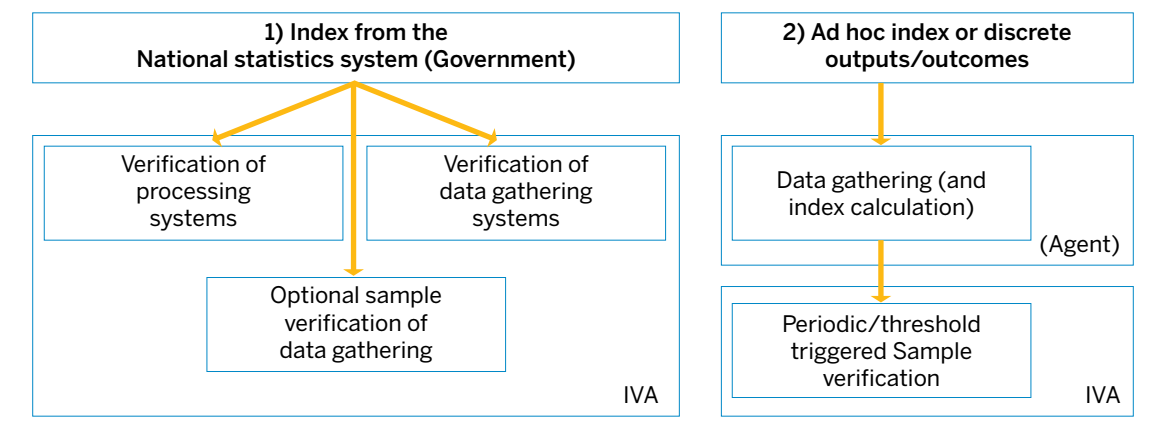 1) Index from the
National statistics system (Government)
Verification of
processing
systems
Verification of
data gathering
systems
Optional sample
verification of
data gathering
IVA
2) Ad hoc index or discrete
outputs/outcomes
Data gathering (and
index calculation)
(Agent)
Periodic/threshold
triggered Sample
verification
IVA